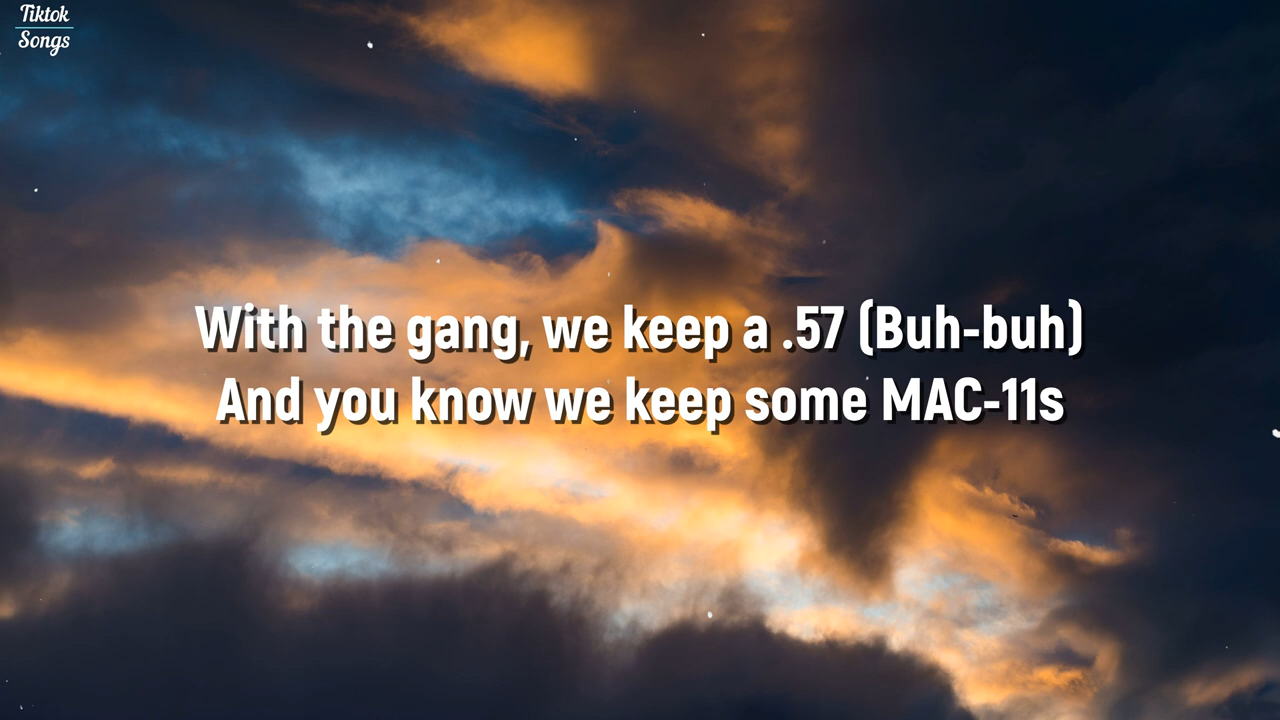 Tiktok
Songs
With the gang, we keep a .57 (Buh-buh)
And you know we keep some MAC-11s